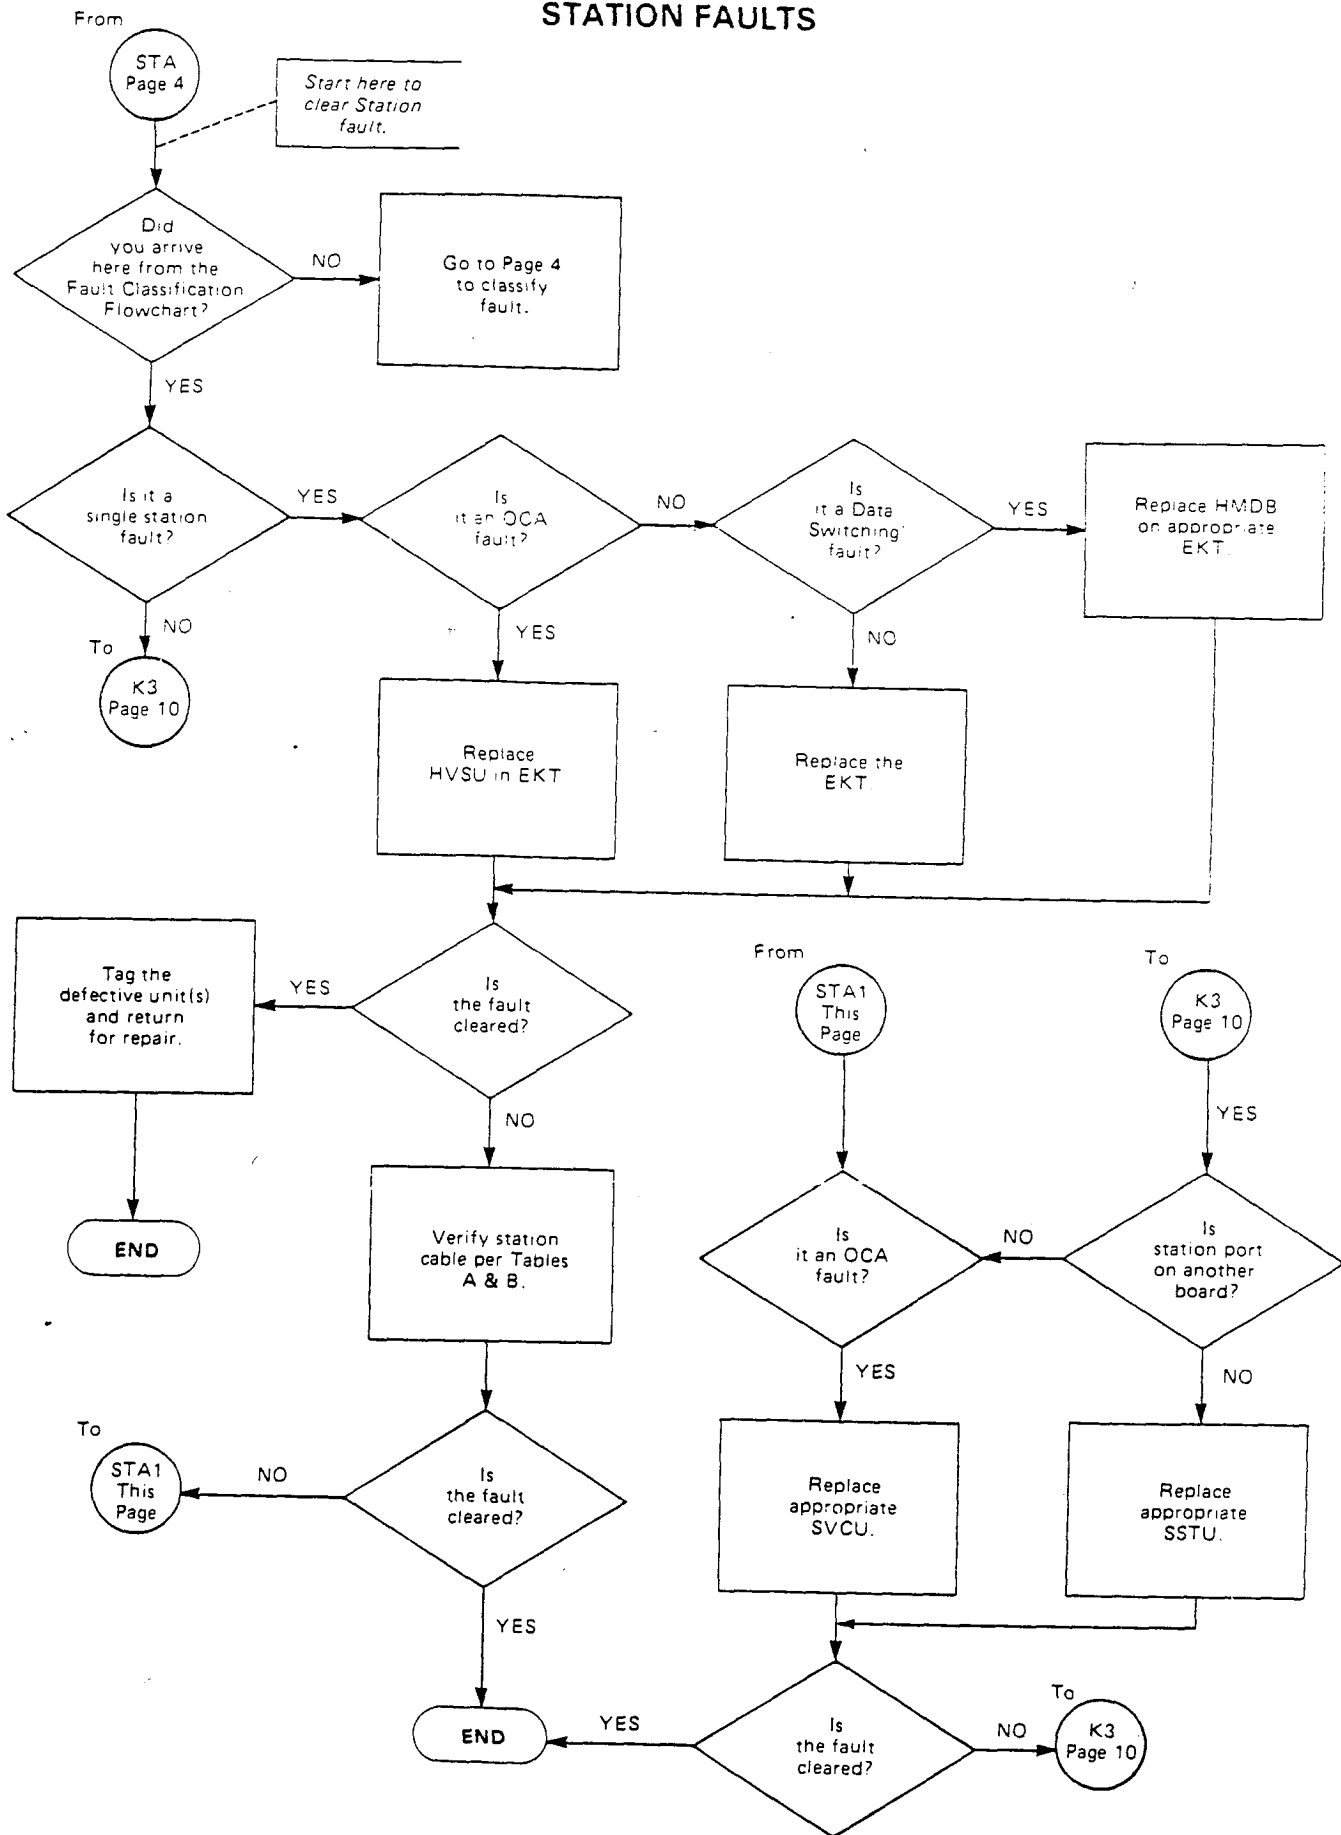 STATION FAULTS
From
STA
Page 4
Start here to
clear Station
fault.
Did
you arrive
here from the
Fault Classification
Flowchart?
NO
Go to Page 4
to classify
fault.
YES
Is it a
single station
fault?
YES
Is
it an OCA
fault?
NO
Is
it a Data
Switching
fault?
YES
Replace HMDB
on appropriate
EKT.
NO
To
K3
Page 10
YES
NO
Replace
HVSU in EKT
Replace the
EKT.
Tag the
defective unit(s)
and return
for repair.
YES
Is
the fault
cleared?
From
STA1
This
Page
To
K3
Page 10
NO
YES
END
Verify station
cable per Tables
A & B.
Is
it an OCA
fault?
NO
Is
station port
on another
board?
YES
NO
To
STA1
This
Page
NO
Is
the fault
cleared?
Replace
appropriate
SVCU.
Replace
appropriate
SSTU.
YES
END
YES
Is
the fault
cleared?
NO
To
K3
Page 10